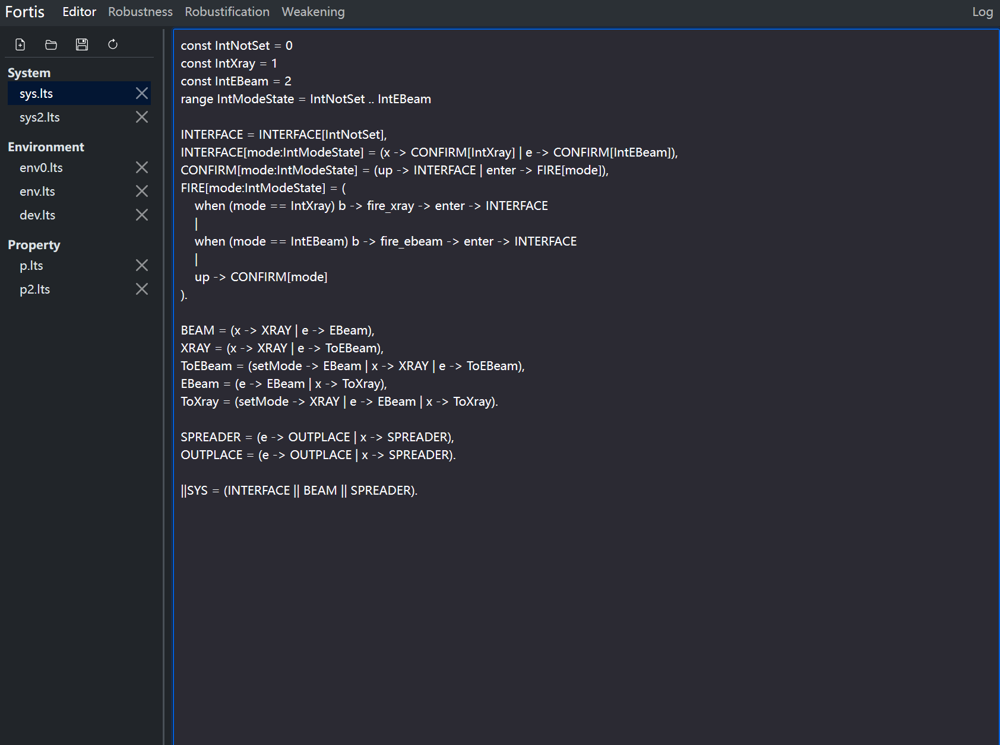 Fortis Editor Robustness Robustification Weakening Log
System
sys.lts
sys2.lts
Environment
env0.lts
env.lts
dev.lts
Property
p.lts
p2.lts
const IntNotSet = 0
const IntXray = 1
const IntEBeam = 2
range IntModeState = IntNotSet .. IntEBeam
INTERFACE = INTERFACE[IntNotSet],
INTERFACE[mode:IntModeState] = (x -> CONFIRM[IntXray] | e -> CONFIRM[IntEBeam]),
CONFIRM[mode:IntModeState] = (up -> INTERFACE | enter -> FIRE[mode]),
FIRE[mode:IntModeState] = (
when (mode == IntXray) b -> fire_xray -> enter -> INTERFACE
|
when (mode == IntEBeam) b -> fire_ebeam -> enter -> INTERFACE
|
up -> CONFIRM[mode]
).
BEAM = (x -> XRAY | e -> EBeam),
XRAY = (x -> XRAY | e -> ToEBeam),
ToEBeam = (setMode -> EBeam | x -> XRAY | e -> ToEBeam),
EBeam = (e -> EBeam | x -> ToXray),
ToXray = (setMode -> XRAY | e -> EBeam | x -> ToXray).
SPREADER = (e -> OUTPLACE | x -> SPREADER),
OUTPLACE = (e -> OUTPLACE | x -> SPREADER).
||SYS = (INTERFACE || BEAM || SPREADER).